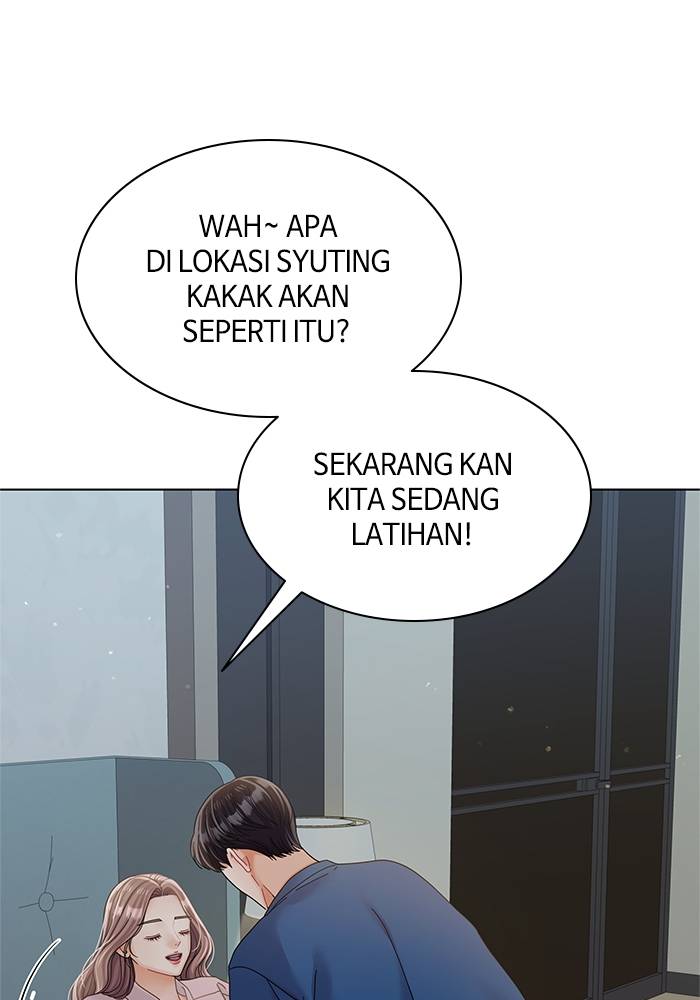 WAH~ APA
DI LOKASI SYUTING
KAKAK AKAN
SEPERTI ITU?
SEKARANG KAN
KITA SEDANG
LATIHAN!